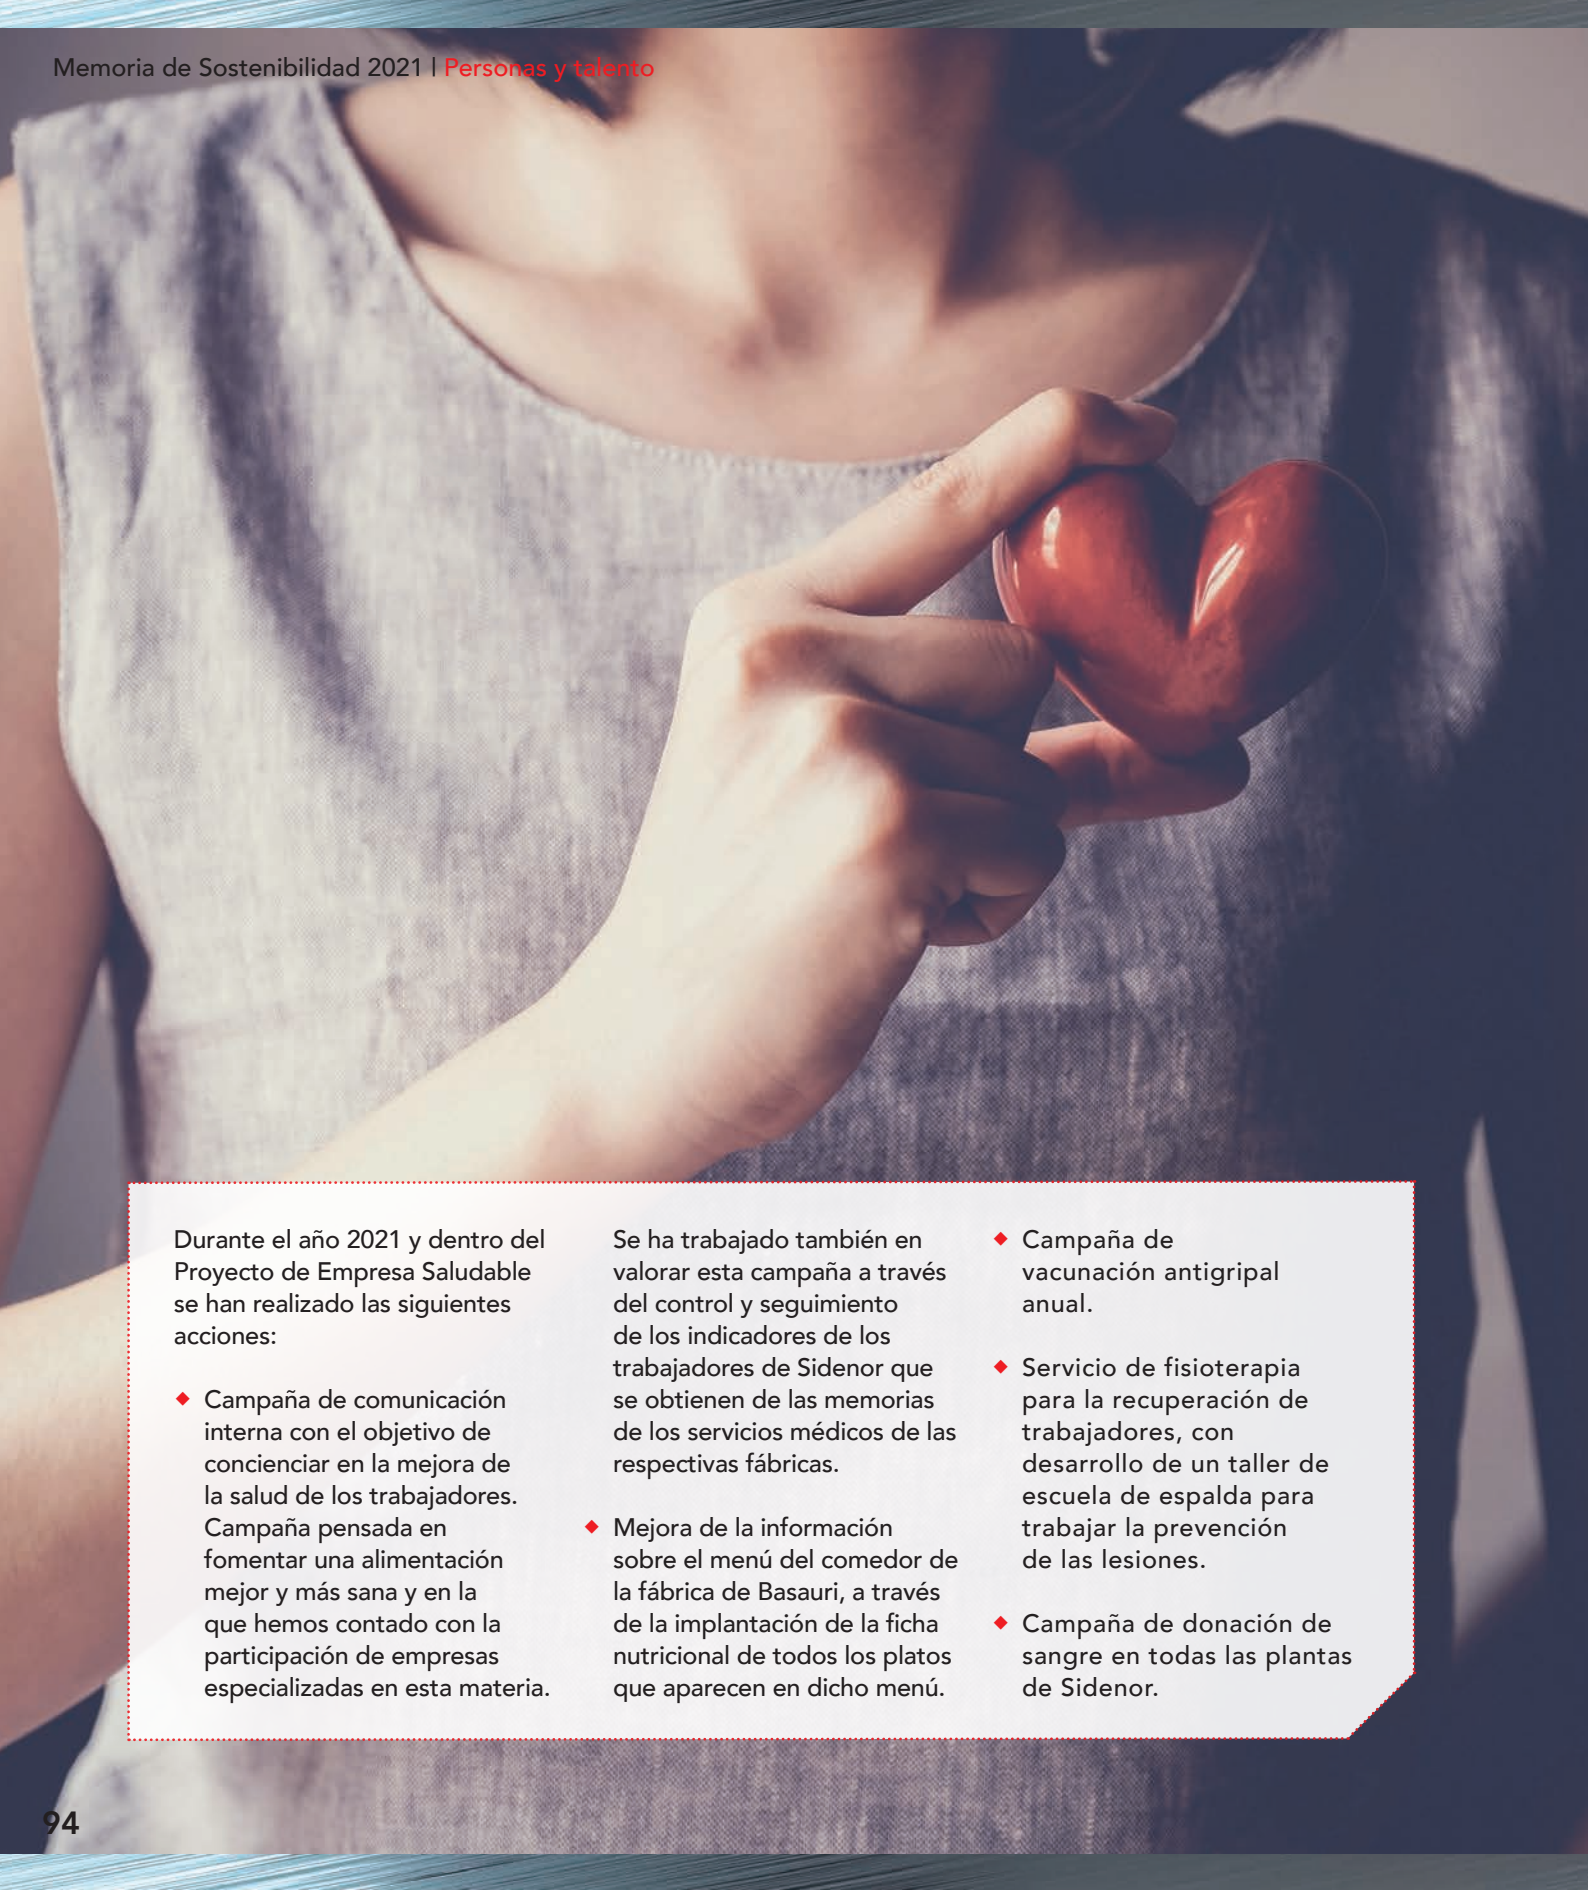 Memoria de Sostenibilidad 2021 | Personas y talento
Durante el año 2021 y dentro del
Proyecto de Empresa Saludable
se han realizado las siguientes
acciones:
◆ Campaña de comunicación
interna con el objetivo de
concienciar en la mejora de
la salud de los trabajadores.
Campaña pensada en
fomentar una alimentación
mejor y más sana y en la
que hemos contado con la
participación de empresas
especializadas en esta materia.
Se ha trabajado también en
valorar esta campaña a través
del control y seguimiento
de los indicadores de los
trabajadores de Sidenor que
se obtienen de las memorias
de los servicios médicos de las
respectivas fábricas.
◆ Mejora de la información
sobre el menú del comedor de
la fábrica de Basauri, a través
de la implantación de la ficha
nutricional de todos los platos
que aparecen en dicho menú.
◆ Campaña de
vacunación antigripal
anual.
◆ Servicio de fisioterapia
para la recuperación de
trabajadores, con
desarrollo de un taller de
escuela de espalda para
trabajar la prevención
de las lesiones.
◆ Campaña de donación de
sangre en todas las plantas
de Sidenor.
94